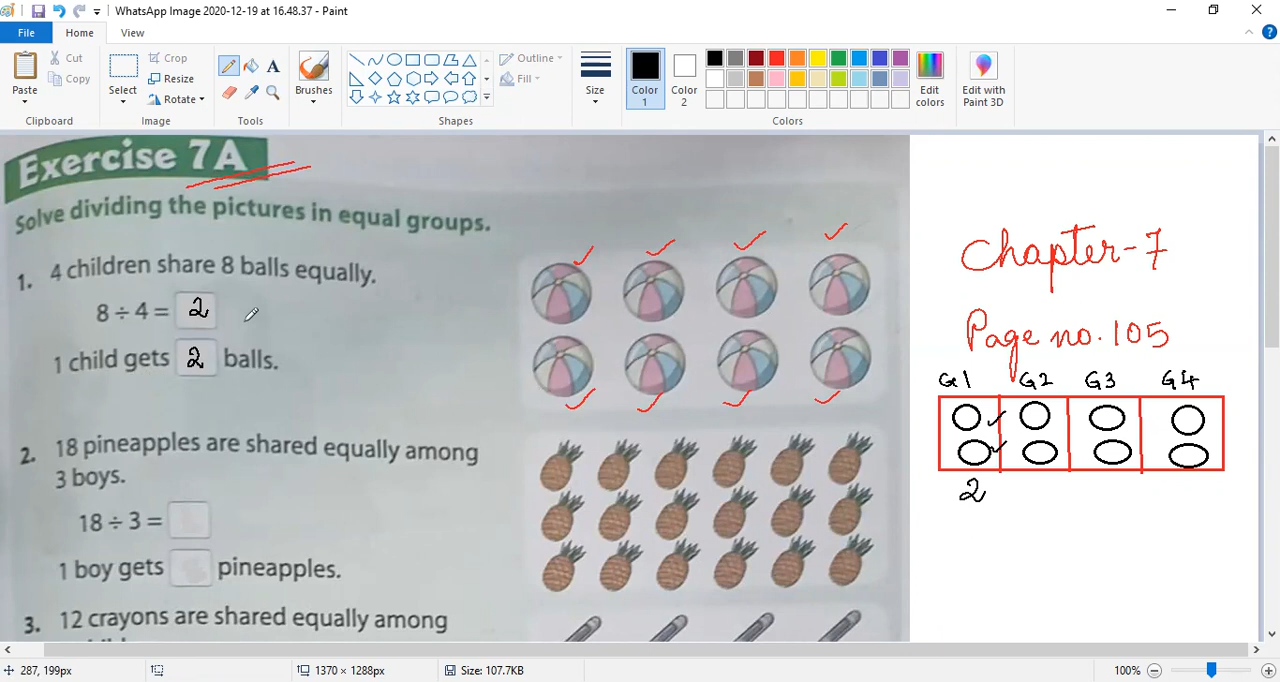 WhatsApp Image 2020-12-19 at 16.48.37 - Paint
File Home View
Paste Cut Copy
Select Crop Resize Rotate
A
Brushes
Outline Fill
Size
Color 1
Color 2
Edit colors
Edit with Paint 3D
Clipboard Image Tools Shapes Colors
Exercise 7A
Solve dividing the pictures in equal groups.
1. 4 children share 8 balls equally.
8 ÷ 4 = 2
1 child gets 2 balls.
2. 18 pineapples are shared equally among
3 boys.
18 ÷ 3 =
1 boy gets pineapples.
3. 12 crayons are shared equally among
Chapter-7
Page no. 105
G1 G2 G3 G4
2
287, 199px 1370 × 1288px Size: 107.7KB 100%